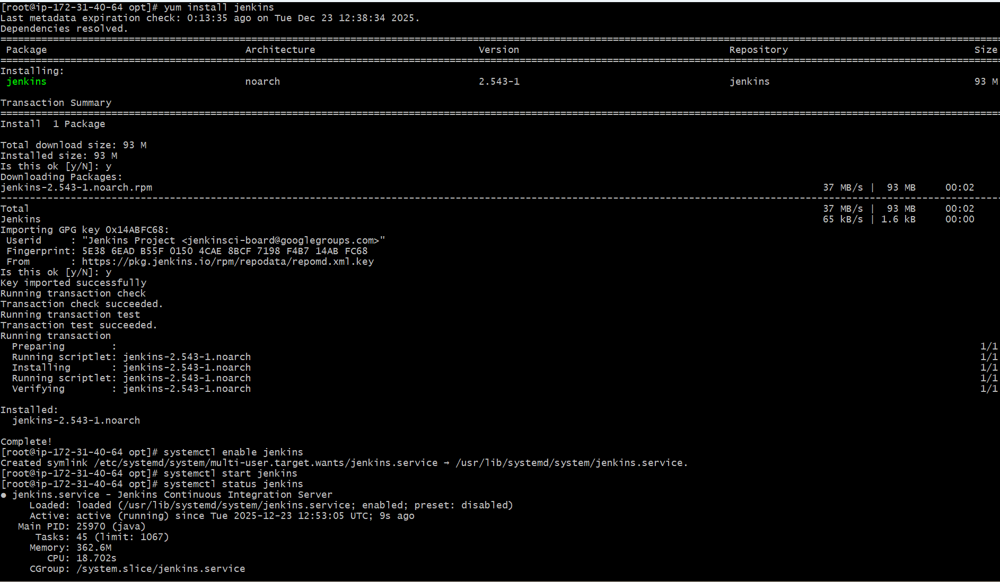 [root@ip-172-31-40-64 opt]# yum install jenkins
Last metadata expiration check: 0:13:35 ago on Tue Dec 23 12:38:34 2025.
Dependencies resolved.
================================================================================
Package Architecture Version Repository Size
================================================================================
Installing:
jenkins noarch 2.543-1 jenkins 93 M
Transaction Summary
================================================================================
Install  1 Package
Total download size: 93 M
Installed size: 93 M
Is this ok [y/N]: y
Downloading Packages:
jenkins-2.543-1.noarch.rpm 37 MB/s |  93 MB 00:02
--------------------------------------------------------------------------------
Total 37 MB/s |  93 MB 00:02
Jenkins 65 kB/s | 1.6 kB 00:00
Importing GPG key 0x14ABFC68:
Userid     : "Jenkins Project <jenkinsci-board@googlegroups.com>"
Fingerprint: 5E38 6EAD B55F 0150 4CAE 8BCF 7198 F4B7 14AB FC68
From       : https://pkg.jenkins.io/rpm/repodata/repomd.xml.key
Is this ok [y/N]: y
Key imported successfully
Running transaction check
Transaction check succeeded.
Running transaction test
Transaction test succeeded.
Running transaction
Preparing        : 1/1
Running scriptlet: jenkins-2.543-1.noarch 1/1
Installing       : jenkins-2.543-1.noarch 1/1
Running scriptlet: jenkins-2.543-1.noarch 1/1
Verifying        : jenkins-2.543-1.noarch 1/1
Installed:
jenkins-2.543-1.noarch
Complete!
[root@ip-172-31-40-64 opt]# systemctl enable jenkins
Created symlink /etc/systemd/system/multi-user.target.wants/jenkins.service → /usr/lib/systemd/system/jenkins.service.
[root@ip-172-31-40-64 opt]# systemctl start jenkins
[root@ip-172-31-40-64 opt]# systemctl status jenkins
● jenkins.service - Jenkins Continuous Integration Server
Loaded: loaded (/usr/lib/systemd/system/jenkins.service; enabled; preset: disabled)
Active: active (running) since Tue 2025-12-23 12:53:05 UTC; 9s ago
Main PID: 25970 (java)
Tasks: 45 (limit: 1067)
Memory: 362.6M
CPU: 18.702s
CGroup: /system.slice/jenkins.service